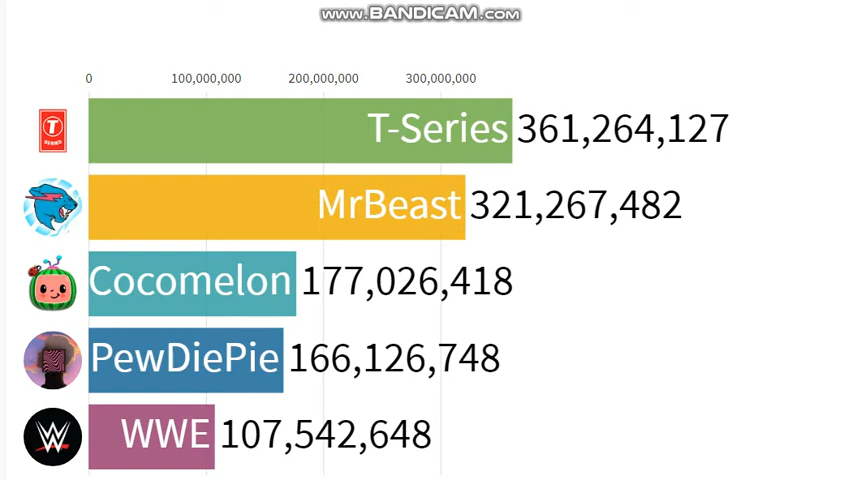 www.BANDICAM.com
0 100,000,000 200,000,000 300,000,000
T SERIES
T-Series 361,264,127
MrBeast 321,267,482
Cocomelon 177,026,418
PewDiePie 166,126,748
W WWE 107,542,648